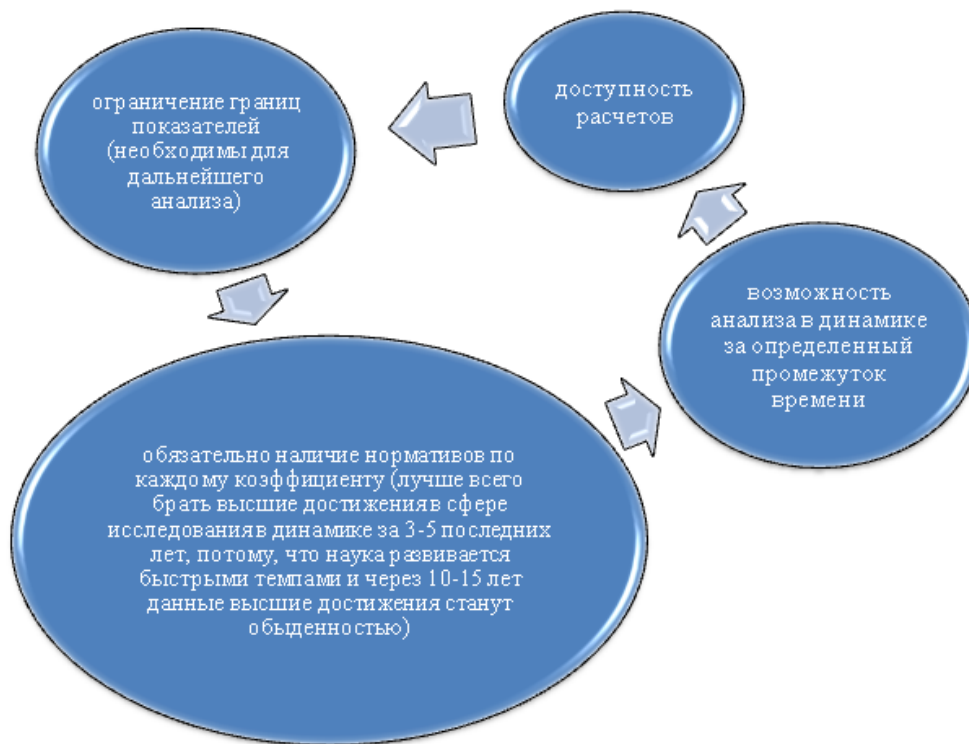 ограничение границ
показателей
(необходимы для
дальнейшего
анализа)
доступность
расчетов
возможность
анализа в динамике
за определенный
промежуток
времени
обязательно наличие нормативов по
каждому коэффициенту (лучше всего
брать высшие достижения в сфере
исследования в динамике за 3-5 последних
лет, потому, что наука развивается
быстрыми темпами и через 10-15 лет
данные высшие достижения станут
обыденностью)